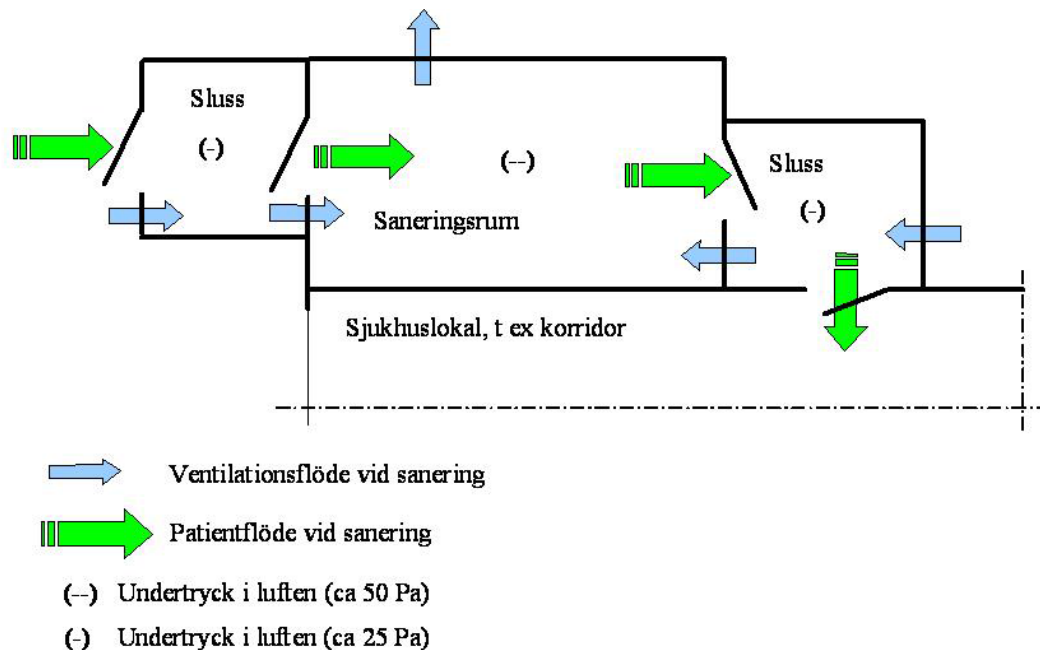 Sluss
(-)
(--)
Sluss
(-)
Saneringsrum
Sjukhuslokal, t ex korridor
Ventilationsflöde vid sanering
Patientflöde vid sanering
(--) Undertryck i luften (ca 50 Pa)
(-) Undertryck i luften (ca 25 Pa)